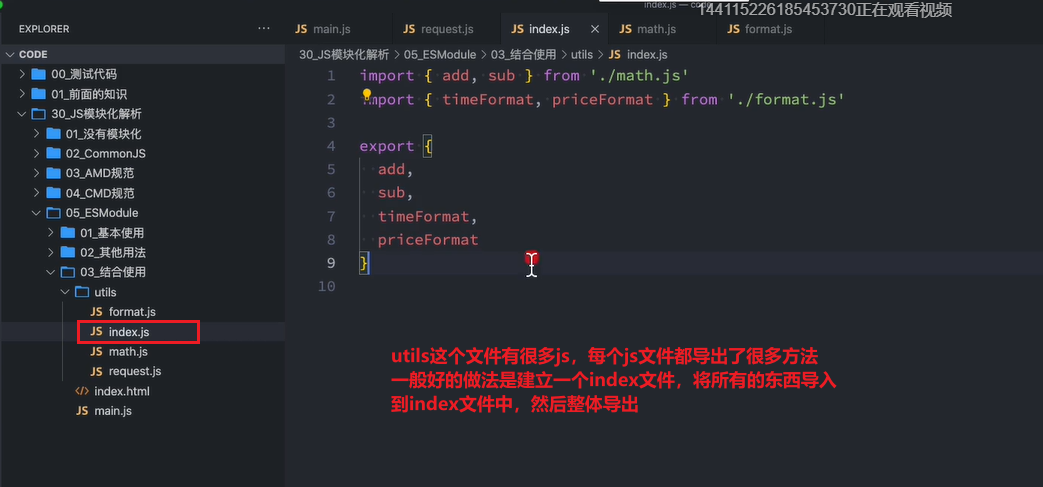 index.js — code
144115226185453730正在观看视频
EXPLORER
···
JS main.js
JS request.js
JS index.js ×
JS math.js
JS format.js
CODE
30_JS模块化解析 > 05_ESModule > 03_结合使用 > utils > JS index.js
00_测试代码
01_前面的知识
30_JS模块化解析
01_没有模块化
02_CommonJS
03_AMD规范
04_CMD规范
05_ESModule
01_基本使用
02_其他用法
03_结合使用
utils
JS format.js
JS index.js
JS math.js
JS request.js
<> index.html
JS main.js
1 import { add, sub } from './math.js'
2 import { timeFormat, priceFormat } from './format.js'
3
4 export {
5 add,
6 sub,
7 timeFormat,
8 priceFormat
9 }
10
utils这个文件有很多js，每个js文件都导出了很多方法
一般好的做法是建立一个index文件，将所有的东西导入
到index文件中，然后整体导出